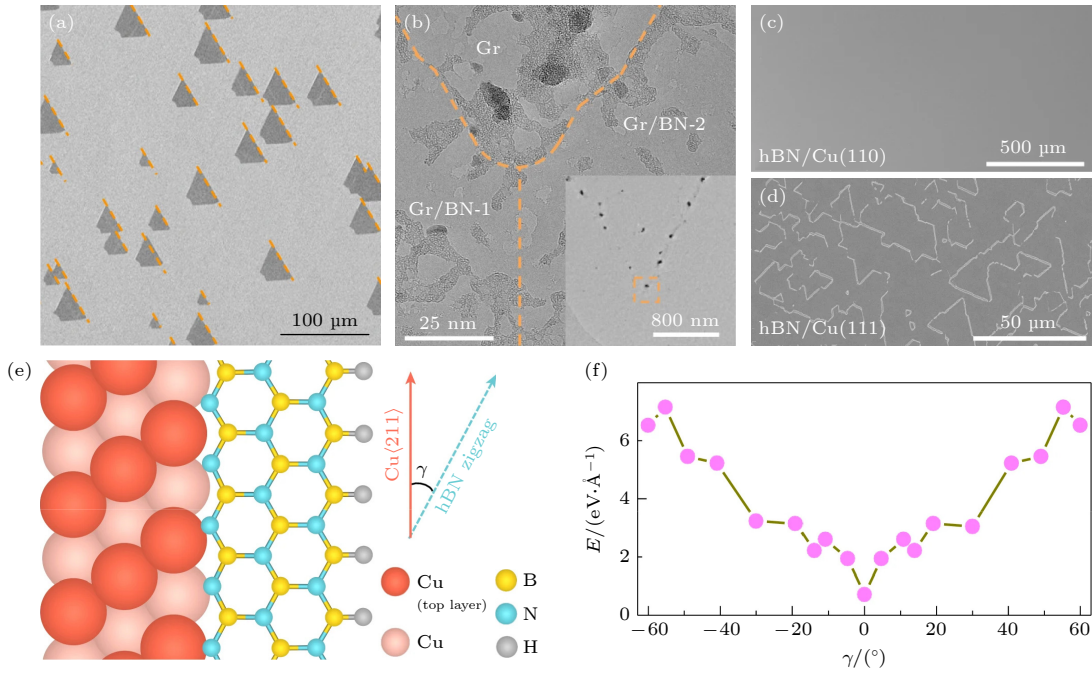 (a)
100 µm
(b)
Gr
Gr/BN-2
Gr/BN-1
25 nm
800 nm
(c)
hBN/Cu(110)
500 µm
(d)
hBN/Cu(111)
50 µm
(e)
Cu⟨211⟩
γ
hBN zigzag
Cu
(top layer)
Cu
B
N
H
(f)
E/(eV·Å⁻¹)
6
4
2
0
−60
−40
−20
0
20
40
60
γ/(°)